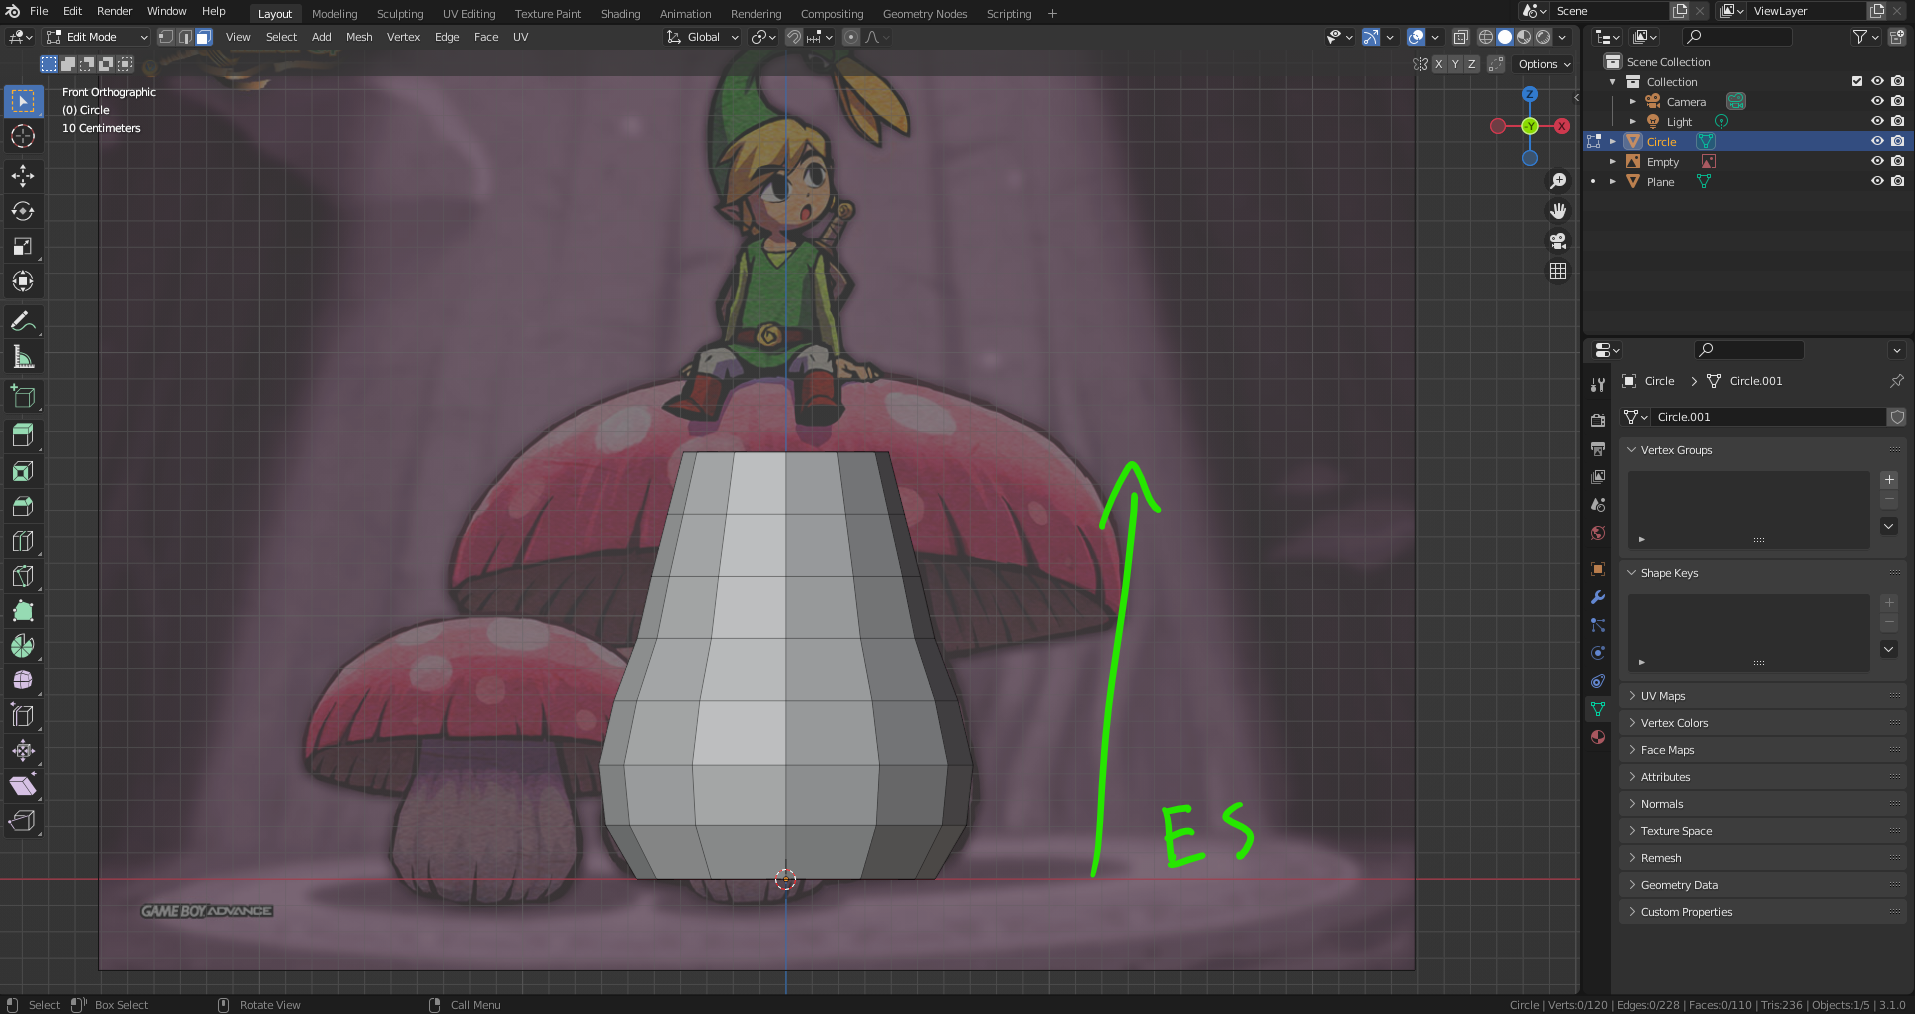 File Edit Render Window Help Layout Modeling Sculpting UV Editing Texture Paint Shading Animation Rendering Compositing Geometry Nodes Scripting + Scene ViewLayer
Edit Mode View Select Add Mesh Vertex Edge Face UV Global
X Y Z Options
Front Orthographic
(0) Circle
10 Centimeters
Z
-Y X
E S
GAME BOY ADVANCE
Scene Collection
Collection
Camera
Light
Circle
Empty
Plane
Circle > Circle.001
Circle.001
Vertex Groups
Shape Keys
UV Maps
Vertex Colors
Face Maps
Attributes
Normals
Texture Space
Remesh
Geometry Data
Custom Properties
Select Box Select Rotate View Call Menu Circle | Verts:0/120 | Edges:0/228 | Faces:0/110 | Tris:236 | Objects:1/5 | 3.1.0